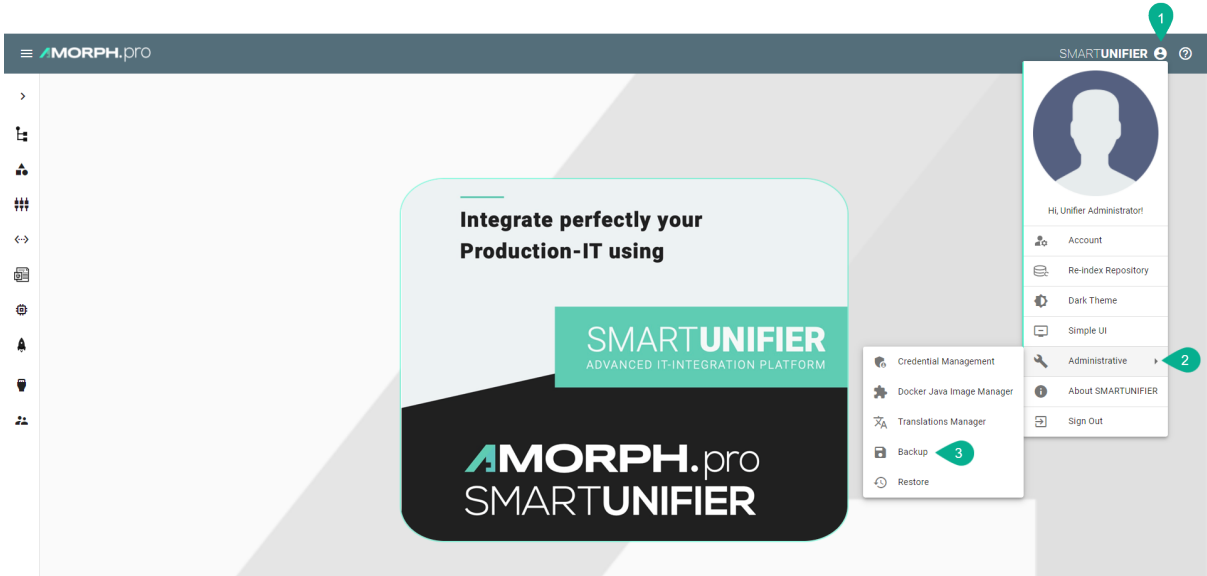 1
AMORPH.pro
SMARTUNIFIER
Hi, Unifier Administrator!
Account
Re-index Repository
Dark Theme
Simple UI
Administrative
2
About SMARTUNIFIER
Sign Out
Credential Management
Docker Java Image Manager
Translations Manager
Backup
3
Restore
Integrate perfectly your
Production-IT using
SMARTUNIFIER
ADVANCED IT-INTEGRATION PLATFORM
AMORPH.pro
SMARTUNIFIER